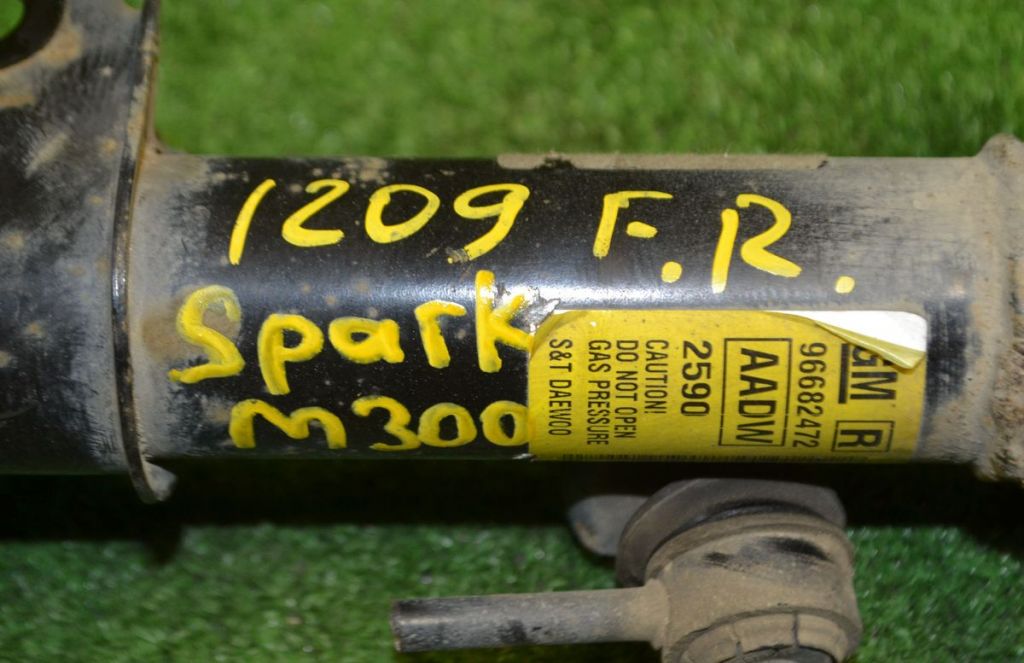 1209 F.R.
Spark
M300
GM R
96682472
AADW
2590
CAUTION!
DO NOT OPEN
GAS PRESSURE
S&T DAEWOO